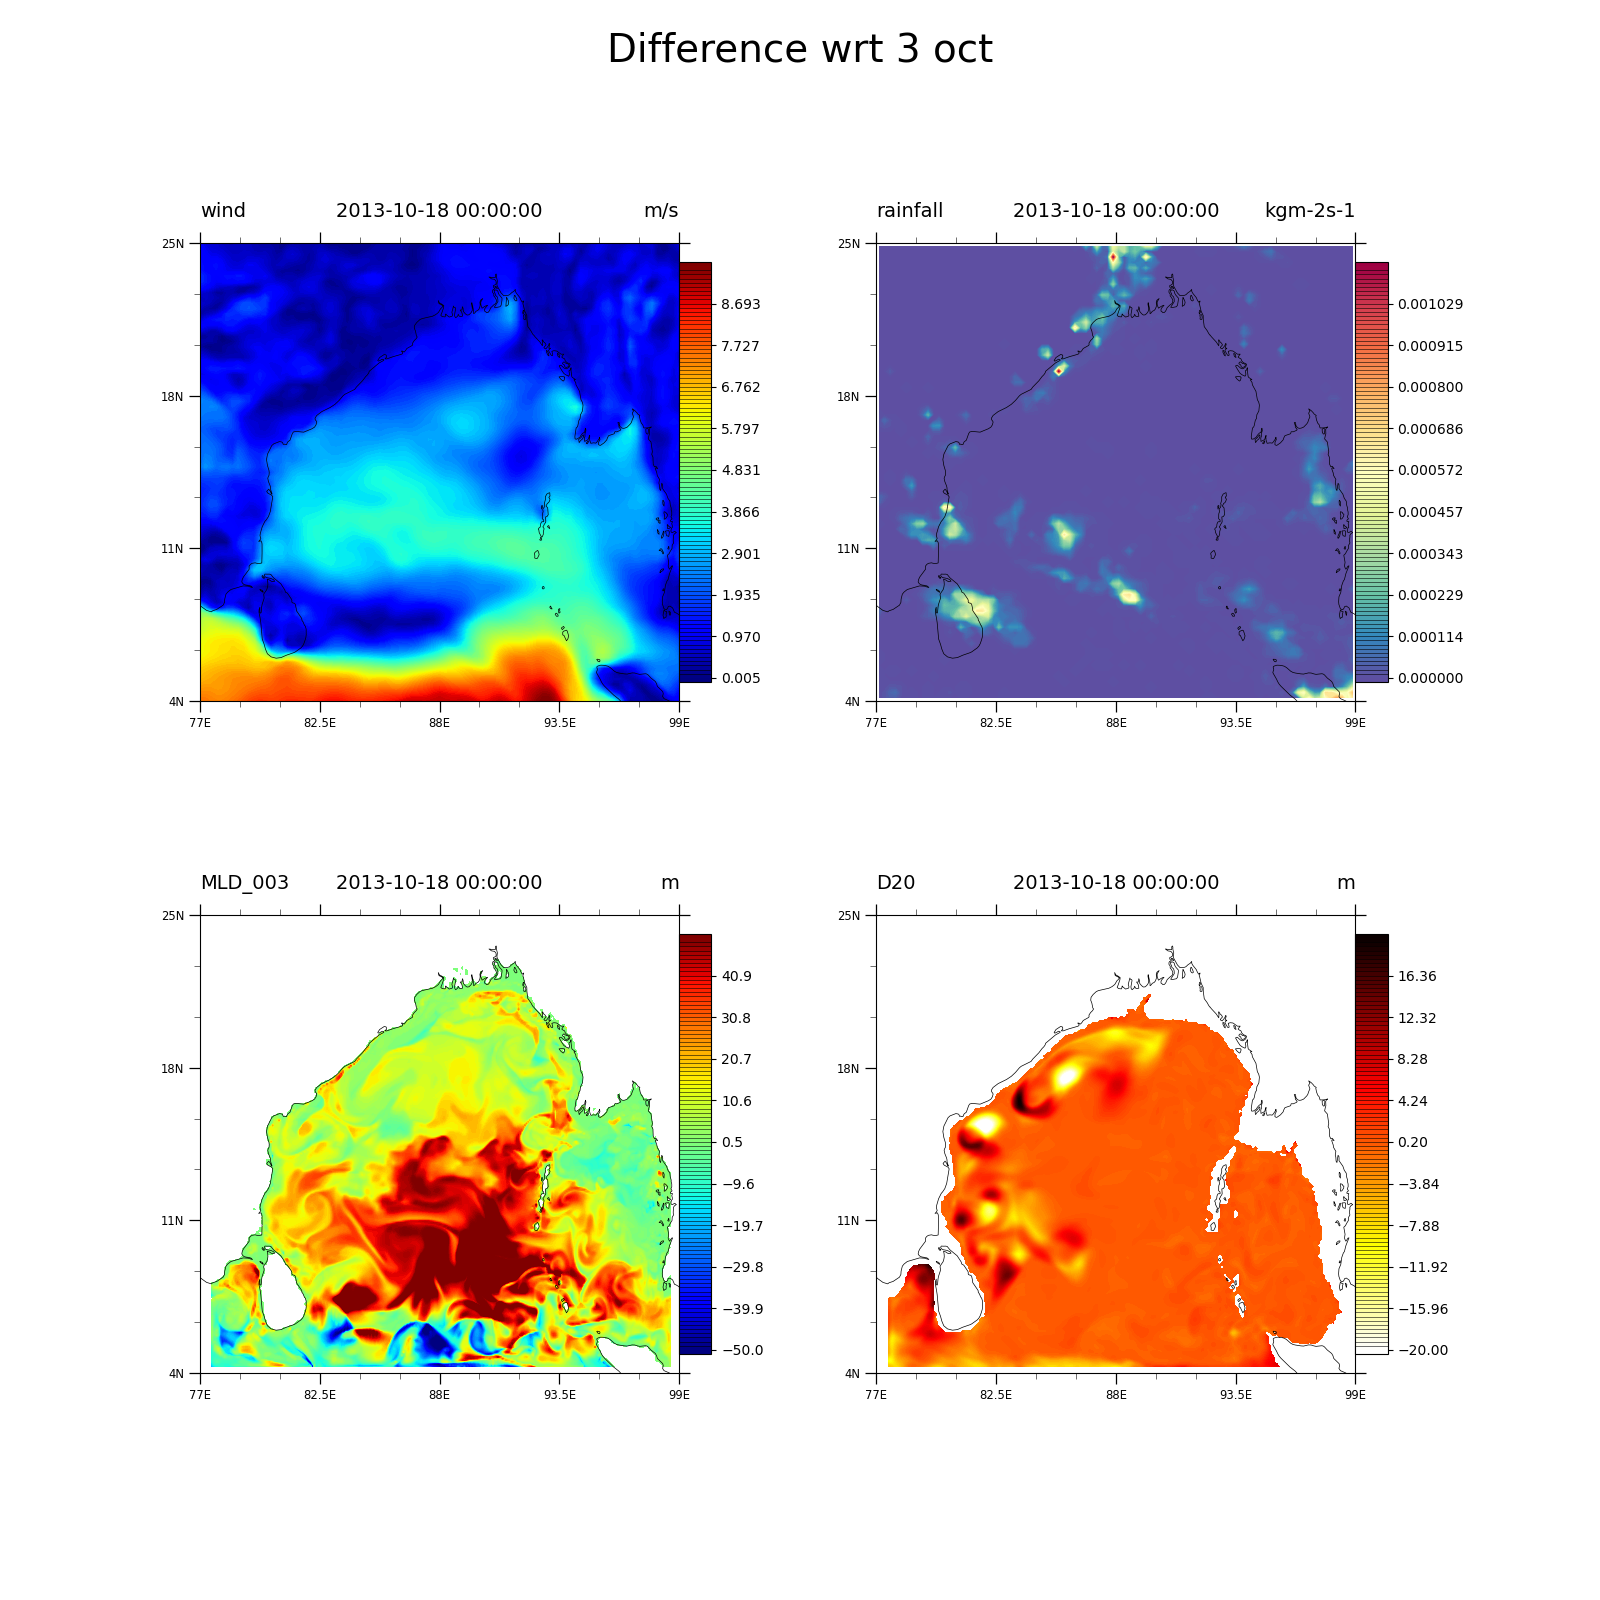 Difference wrt 3 oct
wind 2013-10-18 00:00:00 m/s
25N
18N
11N
4N
77E 82.5E 88E 93.5E 99E
8.693
7.727
6.762
5.797
4.831
3.866
2.901
1.935
0.970
0.005
rainfall 2013-10-18 00:00:00 kgm-2s-1
25N
18N
11N
4N
77E 82.5E 88E 93.5E 99E
0.001029
0.000915
0.000800
0.000686
0.000572
0.000457
0.000343
0.000229
0.000114
0.000000
MLD_003 2013-10-18 00:00:00 m
25N
18N
11N
4N
77E 82.5E 88E 93.5E 99E
40.9
30.8
20.7
10.6
0.5
−9.6
−19.7
−29.8
−39.9
−50.0
D20 2013-10-18 00:00:00 m
25N
18N
11N
4N
77E 82.5E 88E 93.5E 99E
16.36
12.32
8.28
4.24
0.20
−3.84
−7.88
−11.92
−15.96
−20.00